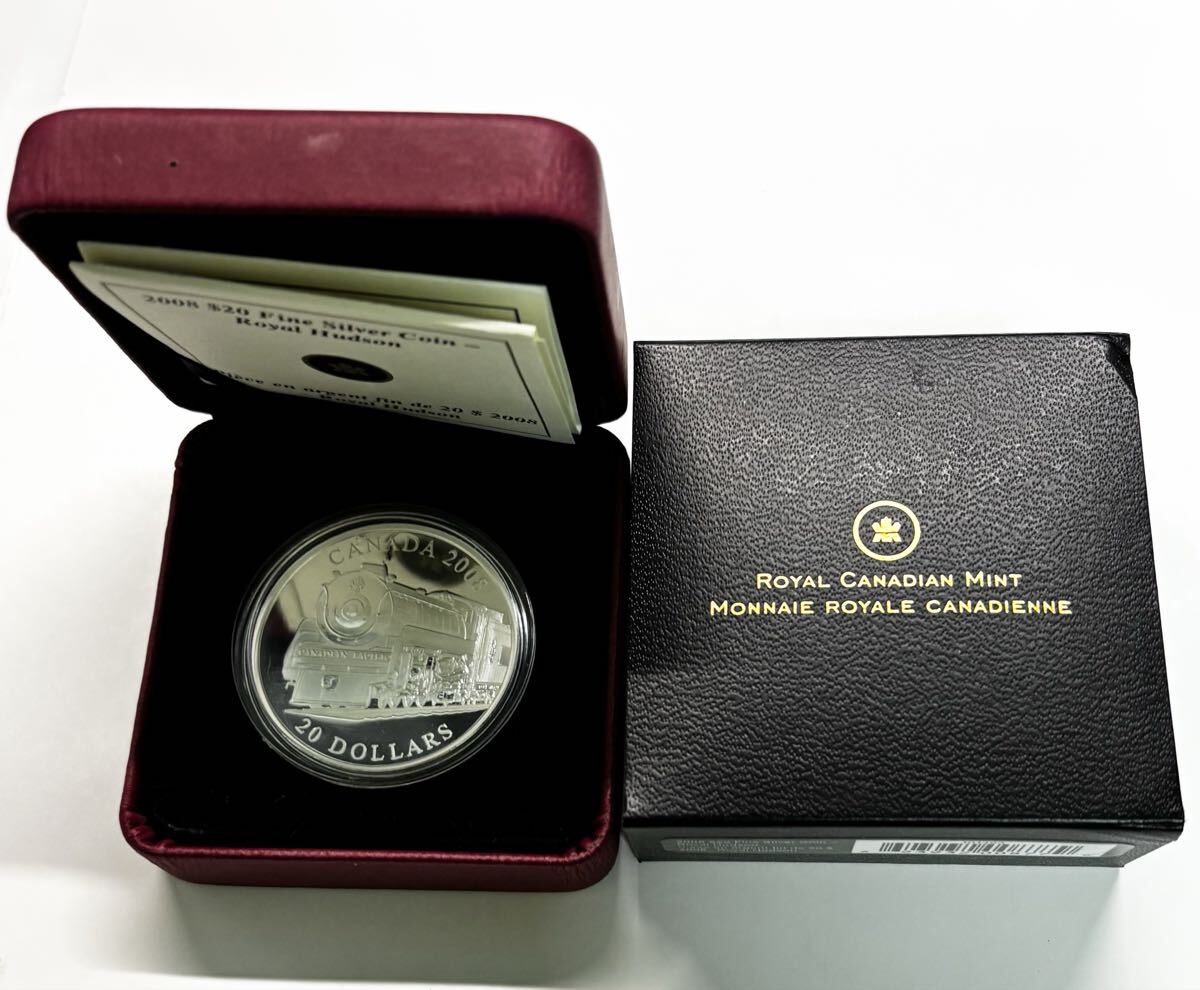 2008 $20 Fine Silver Coin –
Royal Hudson
Pièce en argent fin de 20 $ 2008
Royal Hudson
CANADA 2008
CANADIAN PACIFIC
20 DOLLARS
ROYAL CANADIAN MINT
MONNAIE ROYALE CANADIENNE